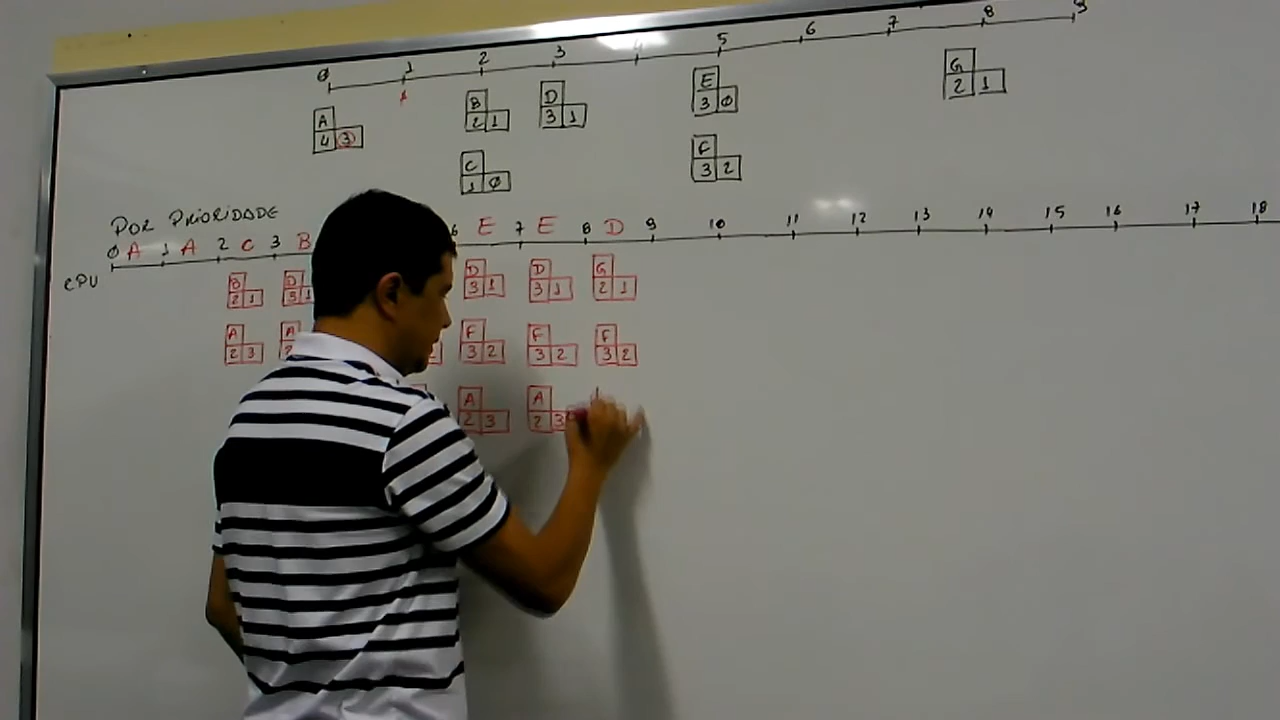 0 1 2 3 4 5 6 7 8 9
A
A 4 3
B 2 1
D 3 1
E 3 0
G 2 1
C 1 0
F 3 2
POR PRIORIDADE
0 A 1 A 2 C 3 B 6 E 7 E 8 D 9 10 11 12 13 14 15 16 17 18
CPU
B 2 1
D 3 1
D 3 1
D 3 1
G 2 1
A 2 3
A 2
2
F 3 2
F 3 2
F 3 2
A 2 3
A 2 3